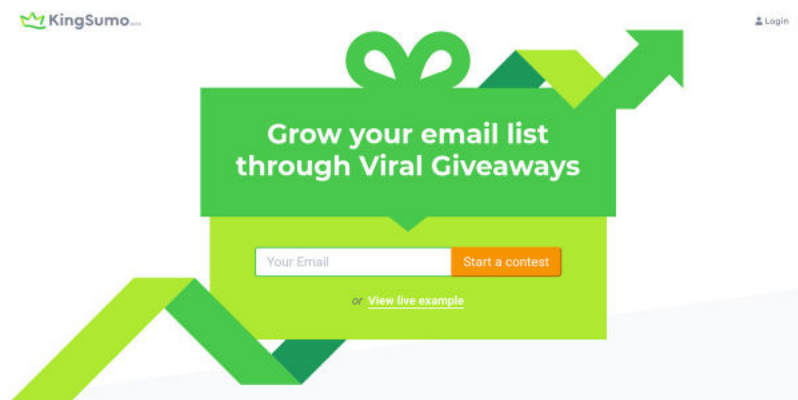 KingSumo
Login
Grow your email list
through Viral Giveaways
Your Email
Start a contest
or View live example